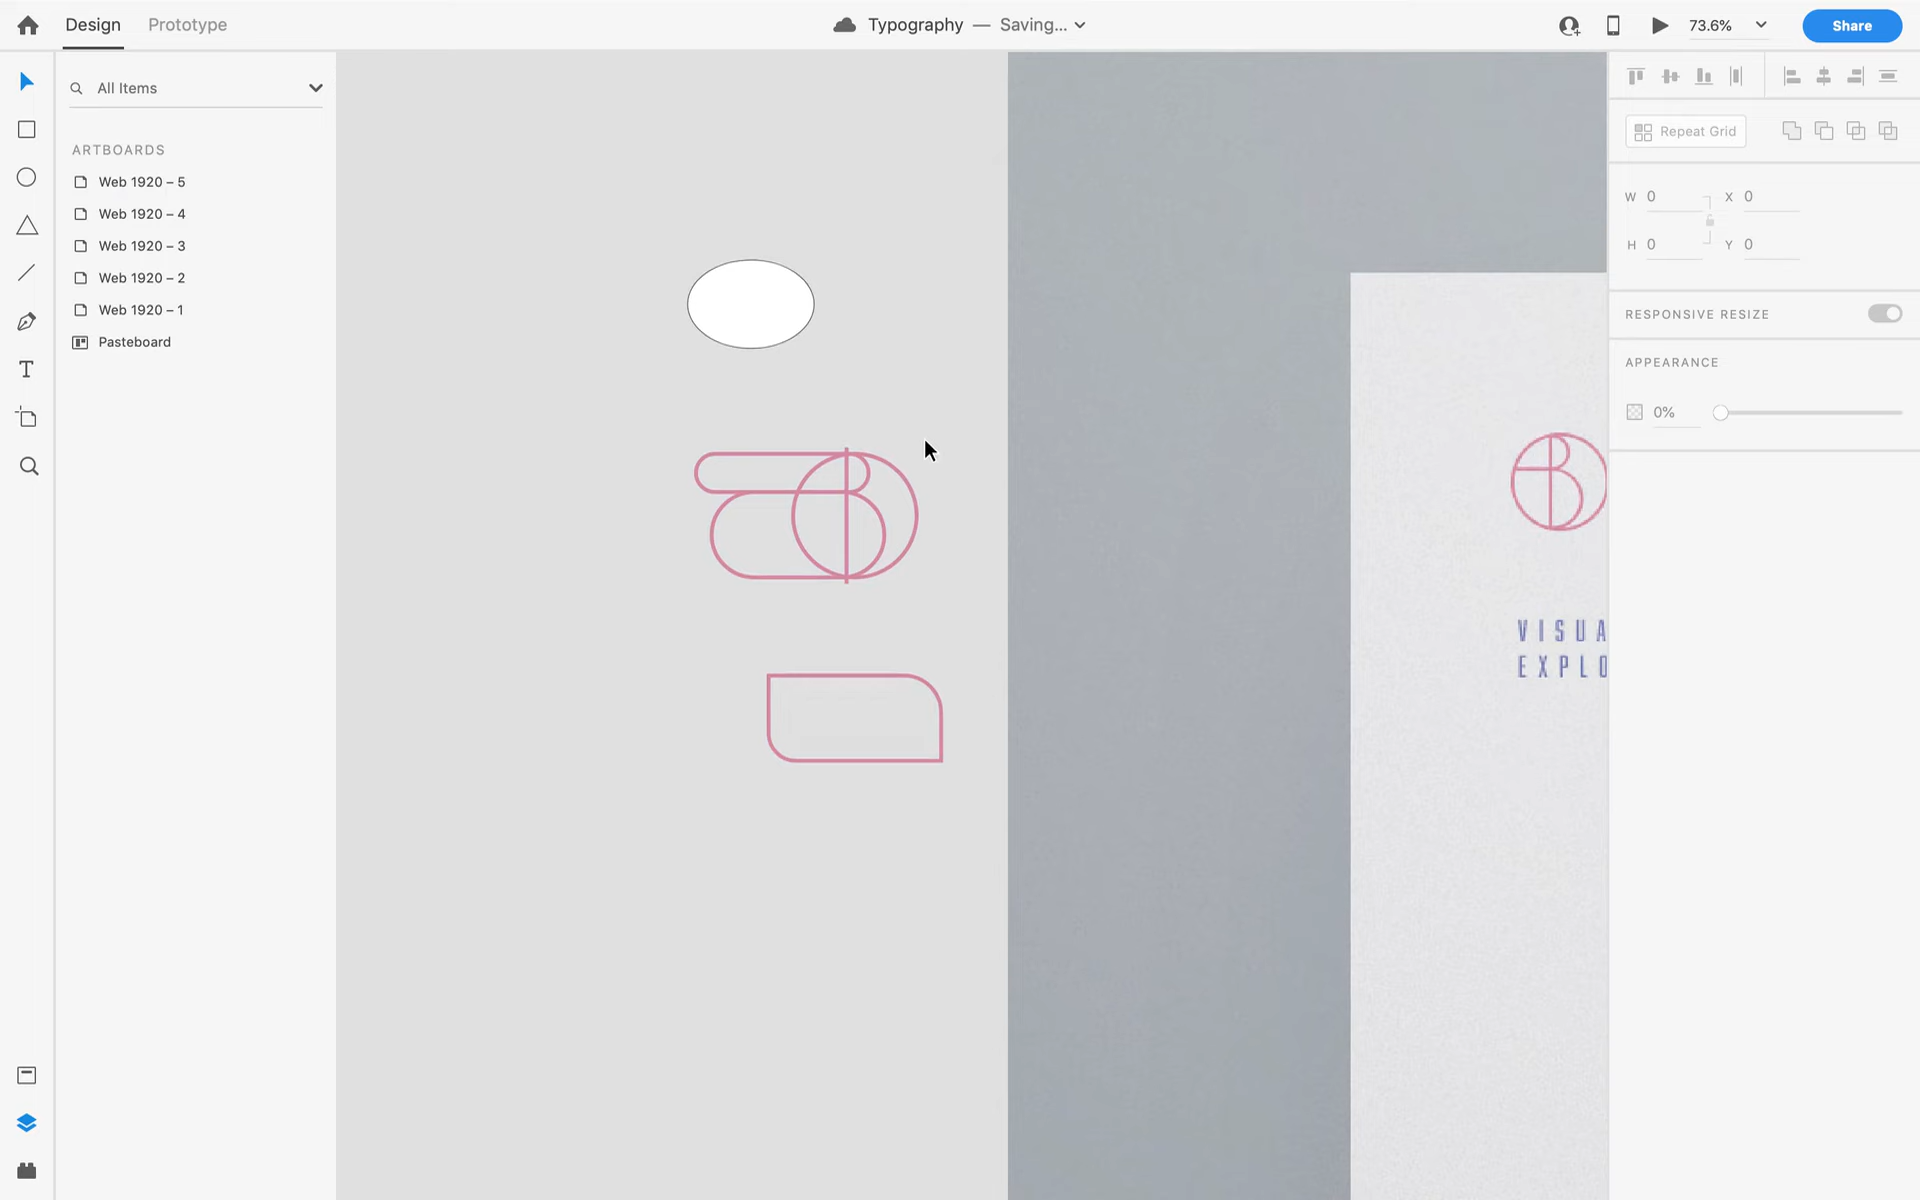 Design
Prototype
Typography — Saving...
73.6%
Share
All Items
ARTBOARDS
Web 1920 – 5
Web 1920 – 4
Web 1920 – 3
Web 1920 – 2
Web 1920 – 1
Pasteboard
Repeat Grid
W 0
X 0
H 0
Y 0
RESPONSIVE RESIZE
APPEARANCE
0%
VISUA
EXPLO